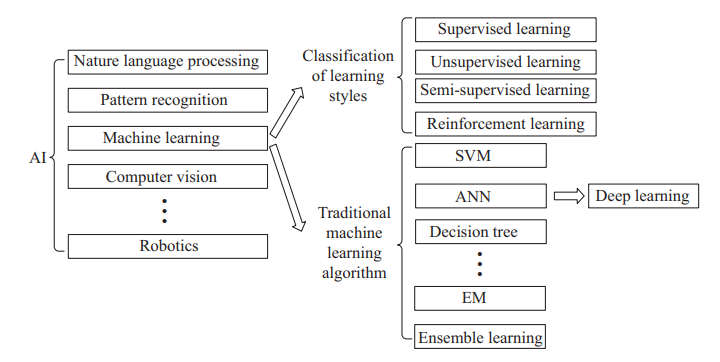 AI
Nature language processing
Pattern recognition
Machine learning
Computer vision
Robotics
Classification
of learning
styles
Supervised learning
Unsupervised learning
Semi-supervised learning
Reinforcement learning
Traditional
machine
learning
algorithm
SVM
ANN
Deep learning
Decision tree
EM
Ensemble learning